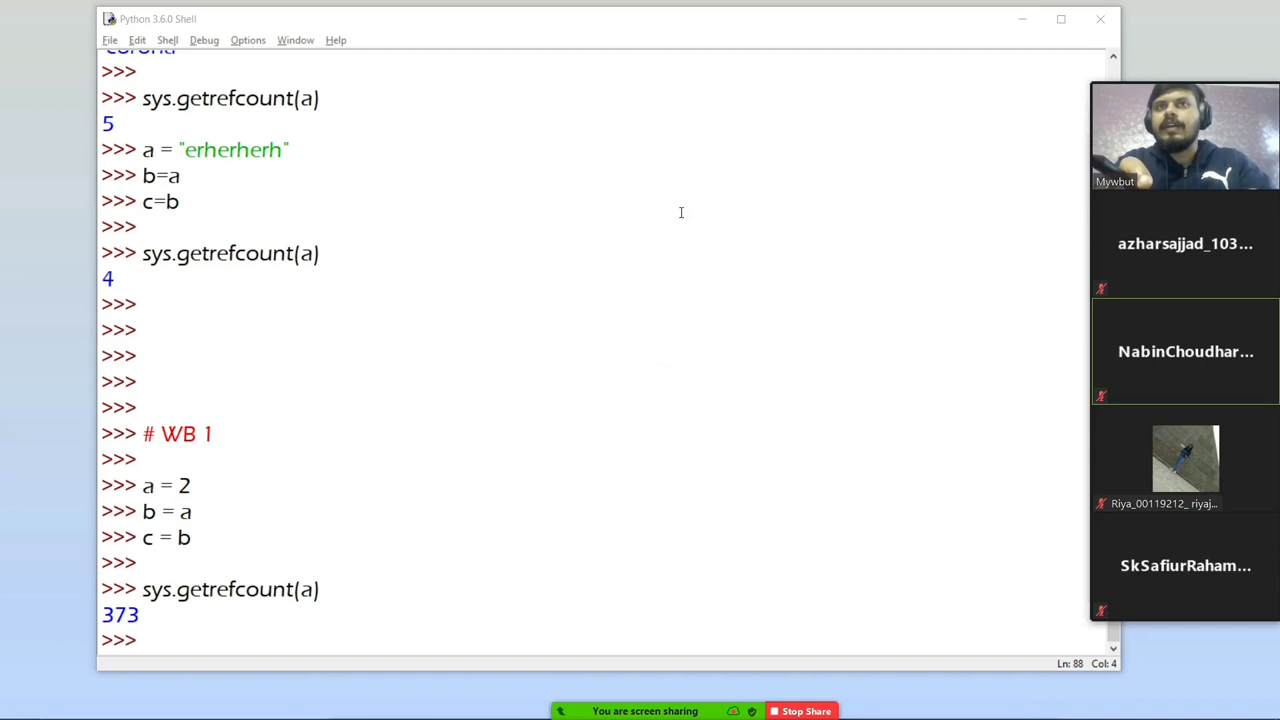 Python 3.6.0 Shell
File Edit Shell Debug Options Window Help
>>>
>>> sys.getrefcount(a)
5
>>> a = "erherherh"
>>> b=a
>>> c=b
>>>
>>> sys.getrefcount(a)
4
>>>
>>>
>>>
>>>
>>>
>>> # WB 1
>>>
>>> a = 2
>>> b = a
>>> c = b
>>>
>>> sys.getrefcount(a)
373
>>>
Ln: 88 Col: 4
Mywbut
azharsajjad_103...
NabinChoudhar...
Riya_00119212_ riyaj...
SkSafiurRaham...
You are screen sharing
Stop Share